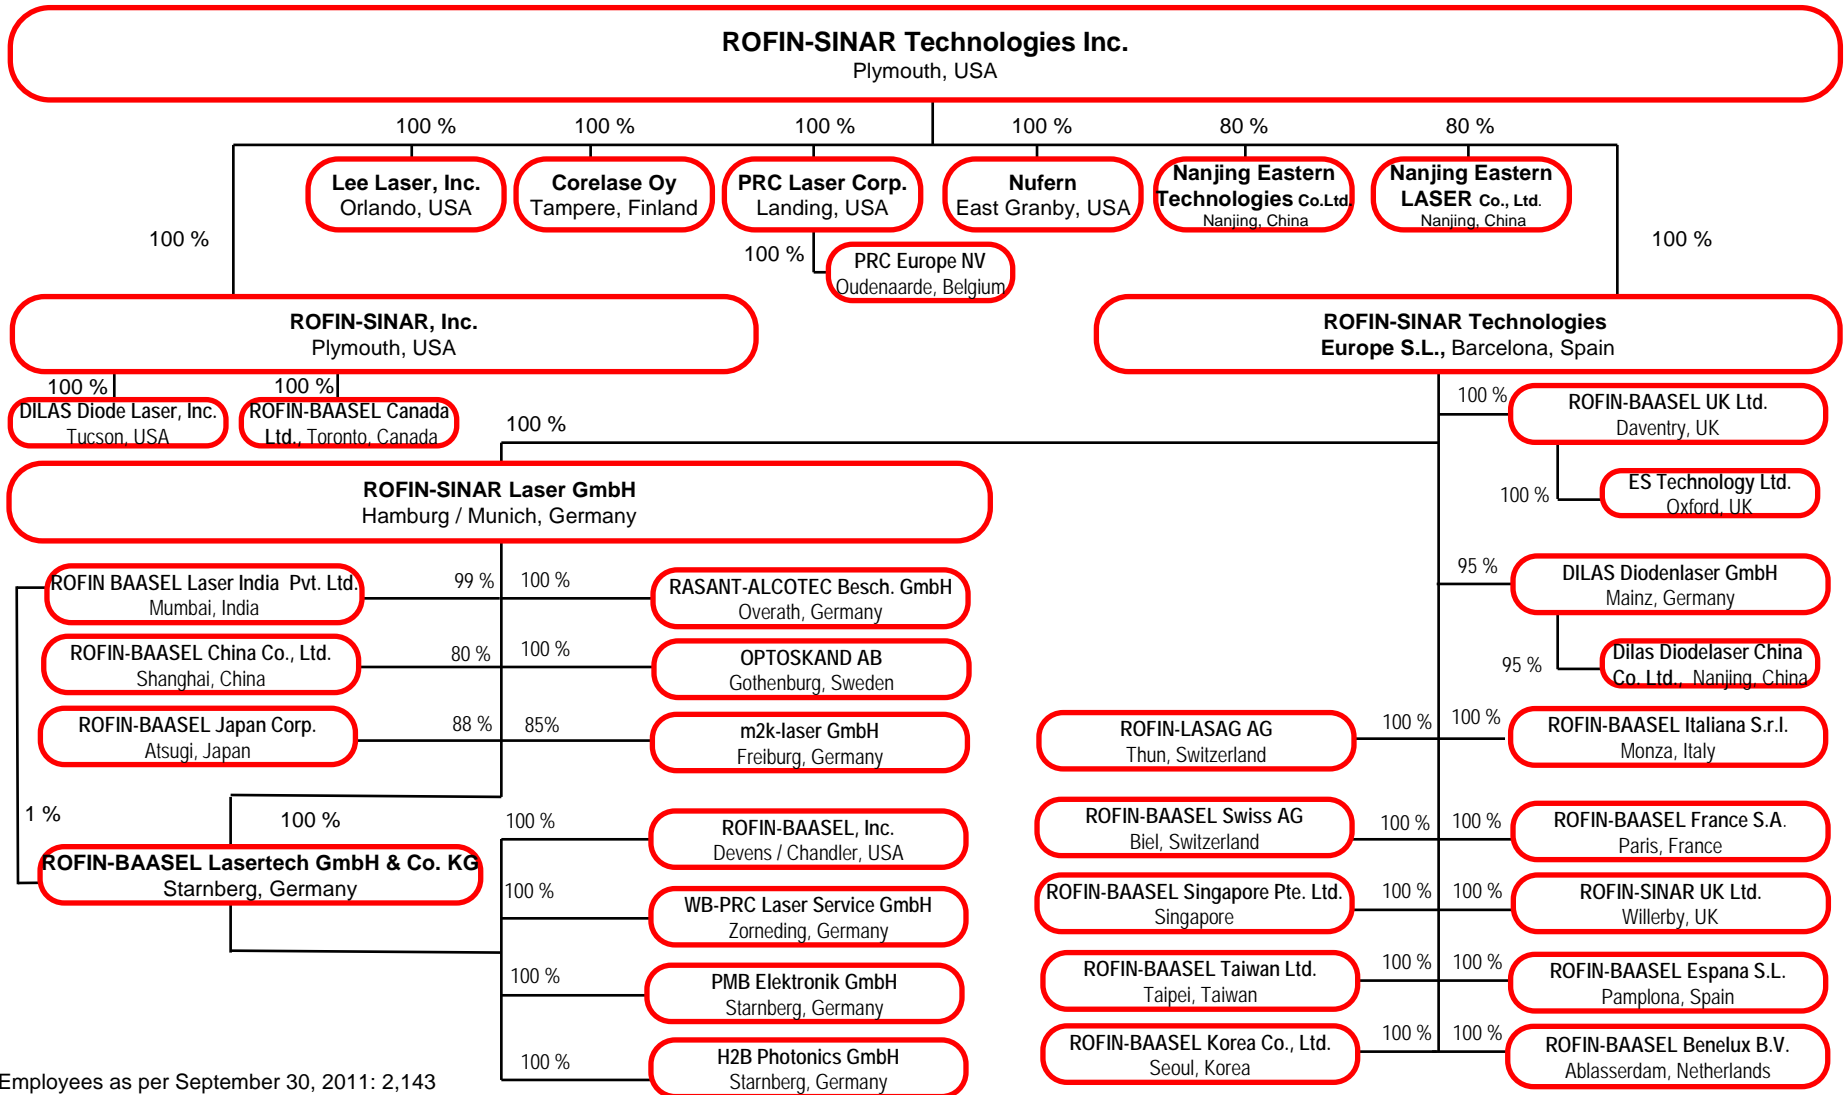 ROFIN-SINAR Technologies Inc.
Plymouth, USA
100 %
100 %
100 %
100 %
80 %
80 %
Lee Laser, Inc.
Orlando, USA
Corelase Oy
Tampere, Finland
PRC Laser Corp.
Landing, USA
Nufern
East Granby, USA
Nanjing Eastern
Technologies Co.Ltd.
Nanjing, China
Nanjing Eastern
LASER Co., Ltd.
Nanjing, China
100 %
100 %
100 %
PRC Europe NV
Oudenaarde, Belgium
ROFIN-SINAR, Inc.
Plymouth, USA
ROFIN-SINAR Technologies
Europe S.L., Barcelona, Spain
100 %
100 %
DILAS Diode Laser, Inc.
Tucson, USA
ROFIN-BAASEL Canada
Ltd., Toronto, Canada
100 %
100 %
ROFIN-BAASEL UK Ltd.
Daventry, UK
100 %
ES Technology Ltd.
Oxford, UK
ROFIN-SINAR Laser GmbH
Hamburg / Munich, Germany
ROFIN BAASEL Laser India Pvt. Ltd.
Mumbai, India
99 %
100 %
RASANT-ALCOTEC Besch. GmbH
Overath, Germany
95 %
DILAS Diodenlaser GmbH
Mainz, Germany
ROFIN-BAASEL China Co., Ltd.
Shanghai, China
80 %
100 %
OPTOSKAND AB
Gothenburg, Sweden
95 %
Dilas Diodelaser China
Co. Ltd., Nanjing, China
ROFIN-BAASEL Japan Corp.
Atsugi, Japan
88 %
85%
m2k-laser GmbH
Freiburg, Germany
ROFIN-LASAG AG
Thun, Switzerland
100 %
100 %
ROFIN-BAASEL Italiana S.r.l.
Monza, Italy
1 %
100 %
ROFIN-BAASEL Lasertech GmbH & Co. KG
Starnberg, Germany
100 %
ROFIN-BAASEL, Inc.
Devens / Chandler, USA
ROFIN-BAASEL Swiss AG
Biel, Switzerland
100 %
100 %
ROFIN-BAASEL France S.A.
Paris, France
100 %
WB-PRC Laser Service GmbH
Zorneding, Germany
ROFIN-BAASEL Singapore Pte. Ltd.
Singapore
100 %
100 %
ROFIN-SINAR UK Ltd.
Willerby, UK
100 %
PMB Elektronik GmbH
Starnberg, Germany
ROFIN-BAASEL Taiwan Ltd.
Taipei, Taiwan
100 %
100 %
ROFIN-BAASEL Espana S.L.
Pamplona, Spain
100 %
H2B Photonics GmbH
Starnberg, Germany
ROFIN-BAASEL Korea Co., Ltd.
Seoul, Korea
100 %
100 %
ROFIN-BAASEL Benelux B.V.
Ablasserdam, Netherlands
Employees as per September 30, 2011: 2,143